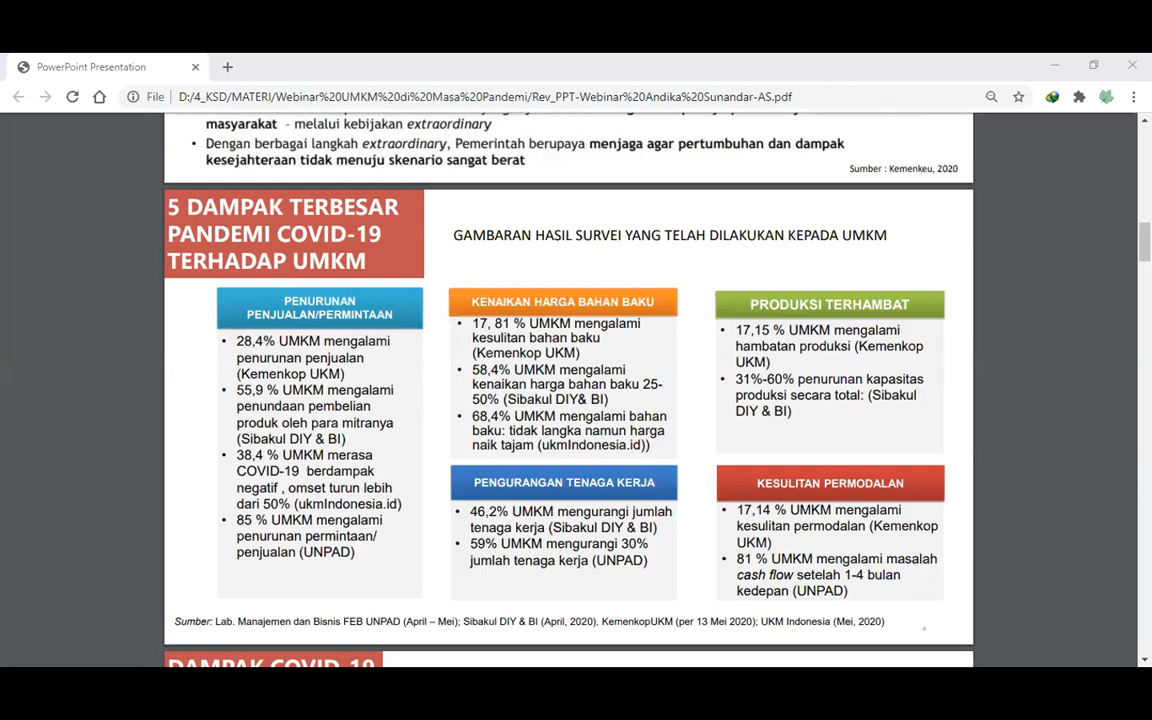 PowerPoint Presentation
File
D:/4_KSD/MATERI/Webinar%20UMKM%20di%20Masa%20Pandemi/Rev_PPT-Webinar%20Andika%20Sunandar-AS.pdf
masyarakat – melalui kebijakan extraordinary
• Dengan berbagai langkah extraordinary, Pemerintah berupaya menjaga agar pertumbuhan dan dampak
kesejahteraan tidak menuju skenario sangat berat
Sumber : Kemenkeu, 2020
5 DAMPAK TERBESAR
PANDEMI COVID-19
TERHADAP UMKM
GAMBARAN HASIL SURVEI YANG TELAH DILAKUKAN KEPADA UMKM
PENURUNAN
PENJUALAN/PERMINTAAN
• 28,4% UMKM mengalami
penurunan penjualan
(Kemenkop UKM)
• 55,9 % UMKM mengalami
penundaan pembelian
produk oleh para mitranya
(Sibakul DIY & BI)
• 38,4 % UMKM merasa
COVID-19 berdampak
negatif , omset turun lebih
dari 50% (ukmIndonesia.id)
• 85 % UMKM mengalami
penurunan permintaan/
penjualan (UNPAD)
KENAIKAN HARGA BAHAN BAKU
• 17, 81 % UMKM mengalami
kesulitan bahan baku
(Kemenkop UKM)
• 58,4% UMKM mengalami
kenaikan harga bahan baku 25-
50% (Sibakul DIY& BI)
• 68,4% UMKM mengalami bahan
baku: tidak langka namun harga
naik tajam (ukmIndonesia.id))
PRODUKSI TERHAMBAT
• 17,15 % UMKM mengalami
hambatan produksi (Kemenkop
UKM)
• 31%-60% penurunan kapasitas
produksi secara total: (Sibakul
DIY & BI)
PENGURANGAN TENAGA KERJA
• 46,2% UMKM mengurangi jumlah
tenaga kerja (Sibakul DIY & BI)
• 59% UMKM mengurangi 30%
jumlah tenaga kerja (UNPAD)
KESULITAN PERMODALAN
• 17,14 % UMKM mengalami
kesulitan permodalan (Kemenkop
UKM)
• 81 % UMKM mengalami masalah
cash flow setelah 1-4 bulan
kedepan (UNPAD)
Sumber: Lab. Manajemen dan Bisnis FEB UNPAD (April – Mei); Sibakul DIY & BI (April, 2020), KemenkopUKM (per 13 Mei 2020); UKM Indonesia (Mei, 2020)
4
DAMPAK COVID-19